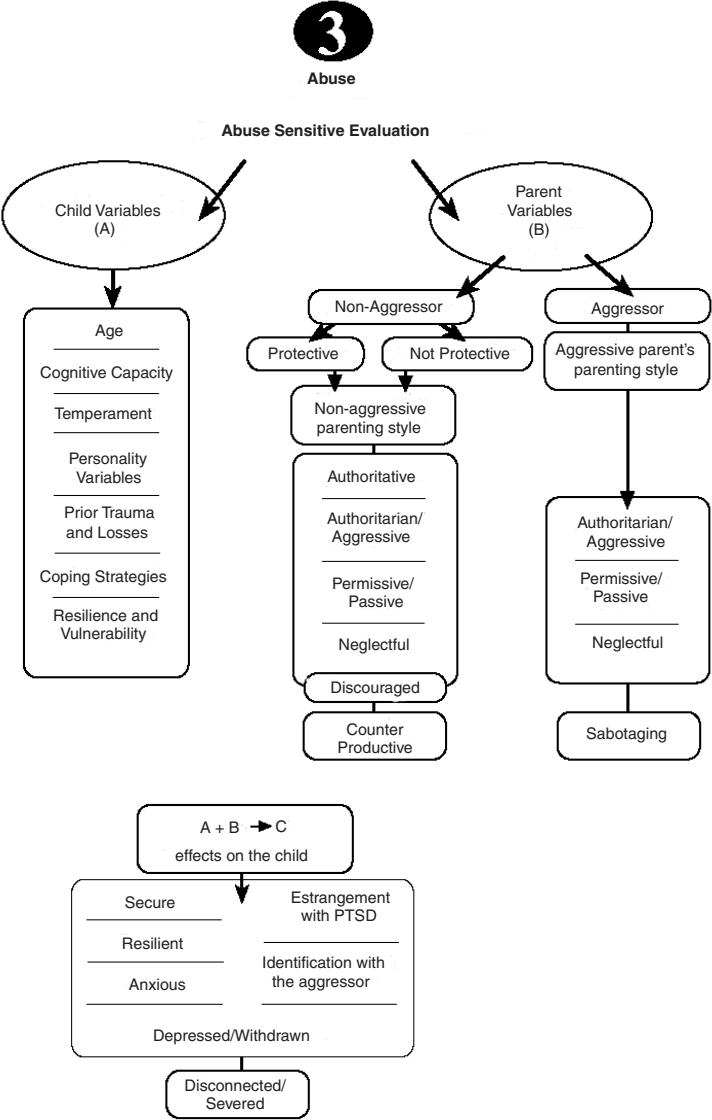 3
Abuse
Abuse Sensitive Evaluation
Child Variables
(A)
Age
Cognitive Capacity
Temperament
Personality
Variables
Prior Trauma
and Losses
Coping Strategies
Resilience and
Vulnerability
Parent
Variables
(B)
Non-Aggressor
Protective
Not Protective
Non-aggressive
parenting style
Authoritative
Authoritarian/
Aggressive
Permissive/
Passive
Neglectful
Discouraged
Counter
Productive
Aggressor
Aggressive parent's
parenting style
Authoritarian/
Aggressive
Permissive/
Passive
Neglectful
Sabotaging
A + B → C
effects on the child
Secure
Resilient
Anxious
Estrangement
with PTSD
Identification with
the aggressor
Depressed/Withdrawn
Disconnected/
Severed